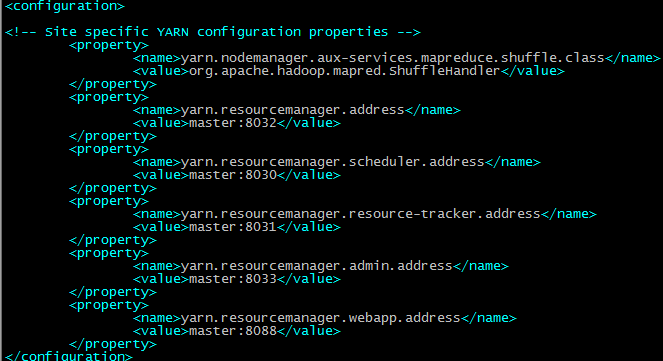 <configuration>
<!-- Site specific YARN configuration properties -->
<property>
<name>yarn.nodemanager.aux-services.mapreduce.shuffle.class</name>
<value>org.apache.hadoop.mapred.ShuffleHandler</value>
</property>
<property>
<name>yarn.resourcemanager.address</name>
<value>master:8032</value>
</property>
<property>
<name>yarn.resourcemanager.scheduler.address</name>
<value>master:8030</value>
</property>
<property>
<name>yarn.resourcemanager.resource-tracker.address</name>
<value>master:8031</value>
</property>
<property>
<name>yarn.resourcemanager.admin.address</name>
<value>master:8033</value>
</property>
<property>
<name>yarn.resourcemanager.webapp.address</name>
<value>master:8088</value>
</property>
</configuration>